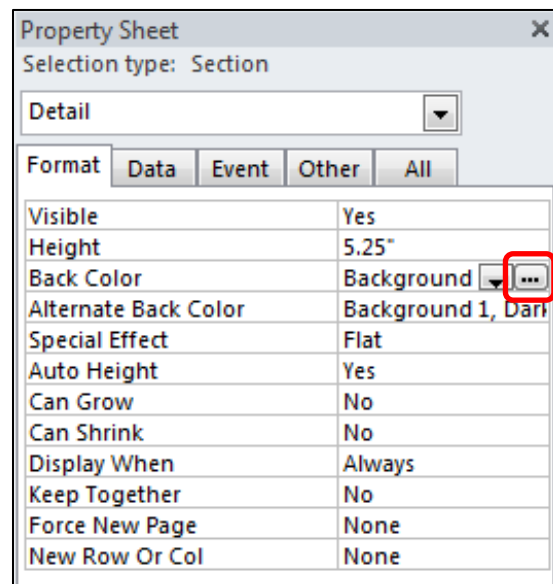 Property Sheet
Selection type: Section
Detail
Format Data Event Other All
Visible Yes
Height 5.25"
Back Color Background ...
Alternate Back Color Background 1, Dark
Special Effect Flat
Auto Height Yes
Can Grow No
Can Shrink No
Display When Always
Keep Together No
Force New Page None
New Row Or Col None